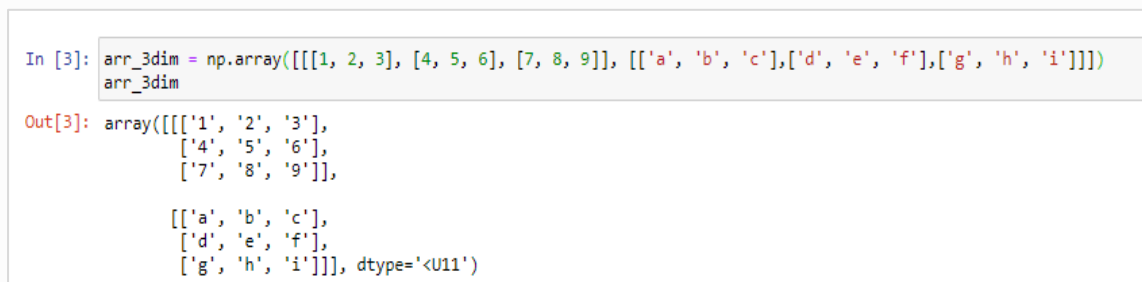 In [3]: arr_3dim = np.array([[[1, 2, 3], [4, 5, 6], [7, 8, 9]], [['a', 'b', 'c'],['d', 'e', 'f'],['g', 'h', 'i']]])
arr_3dim
Out[3]: array([[['1', '2', '3'],
['4', '5', '6'],
['7', '8', '9']],
[['a', 'b', 'c'],
['d', 'e', 'f'],
['g', 'h', 'i']]], dtype='<U11')